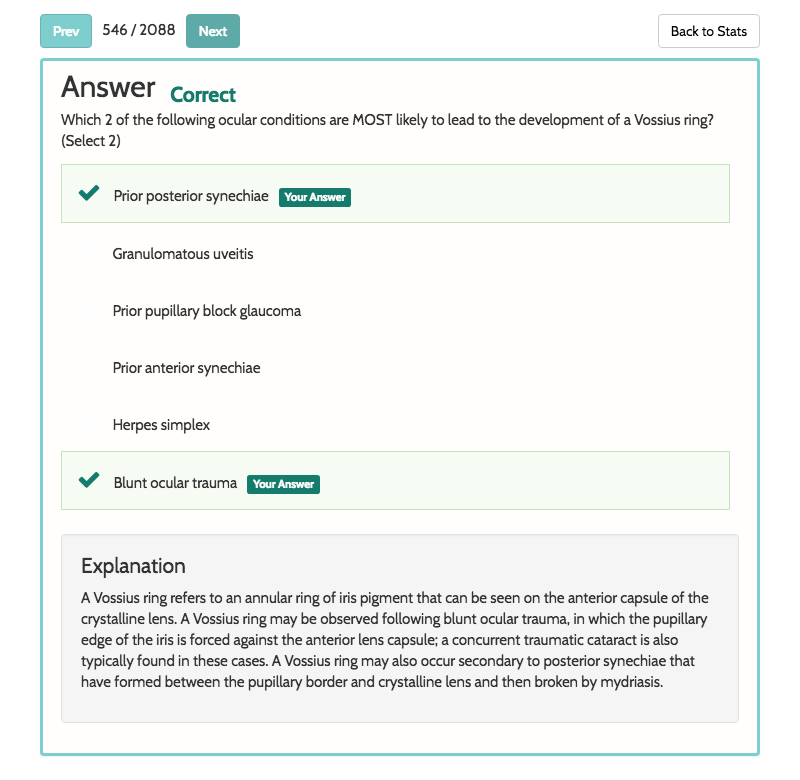 Prev 546 / 2088 Next Back to Stats
Answer Correct
Which 2 of the following ocular conditions are MOST likely to lead to the development of a Vossius ring?
(Select 2)
Prior posterior synechiae Your Answer
Granulomatous uveitis
Prior pupillary block glaucoma
Prior anterior synechiae
Herpes simplex
Blunt ocular trauma Your Answer
Explanation
A Vossius ring refers to an annular ring of iris pigment that can be seen on the anterior capsule of the
crystalline lens. A Vossius ring may be observed following blunt ocular trauma, in which the pupillary
edge of the iris is forced against the anterior lens capsule; a concurrent traumatic cataract is also
typically found in these cases. A Vossius ring may also occur secondary to posterior synechiae that
have formed between the pupillary border and crystalline lens and then broken by mydriasis.